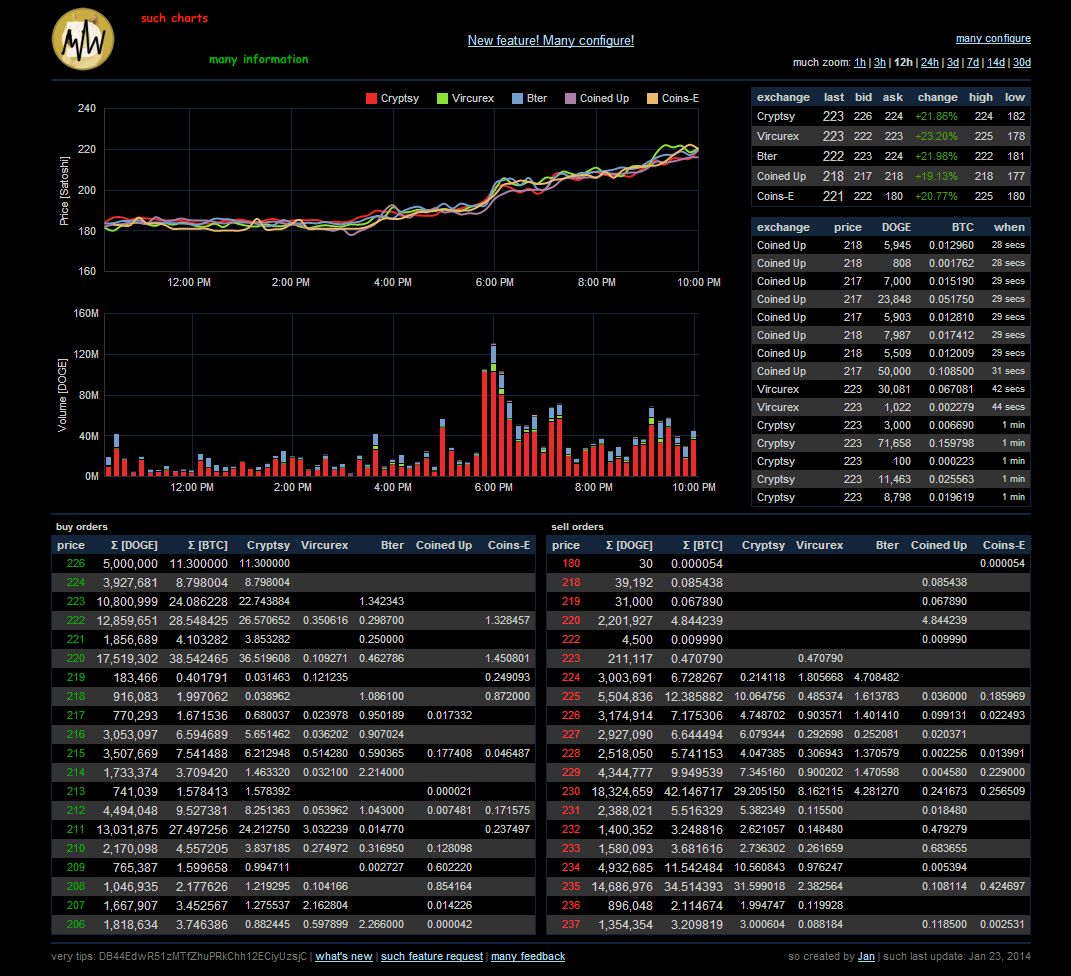 MW
such charts
many information
New feature! Many configure!
many configure
much zoom: 1h | 3h | 12h | 24h | 3d | 7d | 14d | 30d
Cryptsy Vircurex Bter Coined Up Coins-E
Price [Satoshi]
240
220
200
180
160
12:00 PM 2:00 PM 4:00 PM 6:00 PM 8:00 PM 10:00 PM
Volume [DOGE]
160M
120M
80M
40M
0M
12:00 PM 2:00 PM 4:00 PM 6:00 PM 8:00 PM 10:00 PM
exchange last bid ask change high low
Cryptsy 223 226 224 +21.86% 224 182
Vircurex 223 222 223 +23.20% 225 178
Bter 222 223 224 +21.98% 222 181
Coined Up 218 217 218 +19.13% 218 177
Coins-E 221 222 180 +20.77% 225 180
exchange price DOGE BTC when
Coined Up 218 5,945 0.012960 28 secs
Coined Up 218 808 0.001762 28 secs
Coined Up 217 7,000 0.015190 29 secs
Coined Up 217 23,848 0.051750 29 secs
Coined Up 217 5,903 0.012810 29 secs
Coined Up 218 7,987 0.017412 29 secs
Coined Up 218 5,509 0.012009 29 secs
Coined Up 217 50,000 0.108500 31 secs
Vircurex 223 30,081 0.067081 42 secs
Vircurex 223 1,022 0.002279 44 secs
Cryptsy 223 3,000 0.006690 1 min
Cryptsy 223 71,658 0.159798 1 min
Cryptsy 223 100 0.000223 1 min
Cryptsy 223 11,463 0.025563 1 min
Cryptsy 223 8,798 0.019619 1 min
buy orders
price Σ [DOGE] Σ [BTC] Cryptsy Vircurex Bter Coined Up Coins-E
226 5,000,000 11.300000 11.300000
224 3,927,681 8.798004 8.798004
223 10,800,999 24.086228 22.743884 1.342343
222 12,859,651 28.548425 26.570652 0.350616 0.298700 1.328457
221 1,856,689 4.103282 3.853282 0.250000
220 17,519,302 38.542465 36.519608 0.109271 0.462786 1.450801
219 183,466 0.401791 0.031463 0.121235 0.249093
218 916,083 1.997062 0.038962 1.086100 0.872000
217 770,293 1.671536 0.680037 0.023978 0.950189 0.017332
216 3,053,097 6.594689 5.651462 0.036202 0.907024
215 3,507,669 7.541488 6.212948 0.514280 0.590365 0.177408 0.046487
214 1,733,374 3.709420 1.463320 0.032100 2.214000
213 741,039 1.578413 1.578392 0.000021
212 4,494,048 9.527381 8.251363 0.053962 1.043000 0.007481 0.171575
211 13,031,875 27.497256 24.212750 3.032239 0.014770 0.237497
210 2,170,098 4.557205 3.837185 0.274972 0.316950 0.128098
209 765,387 1.599658 0.994711 0.002727 0.602220
208 1,046,935 2.177626 1.219295 0.104166 0.854164
207 1,667,907 3.452567 1.275537 2.162804 0.014226
206 1,818,634 3.746386 0.882445 0.597899 2.266000 0.000042
sell orders
price Σ [DOGE] Σ [BTC] Cryptsy Vircurex Bter Coined Up Coins-E
180 30 0.000054 0.000054
218 39,192 0.085438 0.085438
219 31,000 0.067890 0.067890
220 2,201,927 4.844239 4.844239
222 4,500 0.009990 0.009990
223 211,117 0.470790 0.470790
224 3,003,691 6.728267 0.214118 1.805668 4.708482
225 5,504,836 12.385882 10.064756 0.485374 1.613783 0.036000 0.185969
226 3,174,914 7.175306 4.748702 0.903571 1.401410 0.099131 0.022493
227 2,927,090 6.644494 6.079344 0.292698 0.252081 0.020371
228 2,518,050 5.741153 4.047385 0.306943 1.370579 0.002256 0.013991
229 4,344,777 9.949539 7.345160 0.900202 1.470598 0.004580 0.229000
230 18,324,659 42.146717 29.205150 8.162115 4.281270 0.241673 0.256509
231 2,388,021 5.516329 5.382349 0.115500 0.018480
232 1,400,352 3.248816 2.621057 0.148480 0.479279
233 1,580,093 3.681616 2.736302 0.261659 0.683655
234 4,932,685 11.542484 10.560843 0.976247 0.005394
235 14,686,976 34.514393 31.599018 2.382564 0.108114 0.424697
236 896,048 2.114674 1.994747 0.119928
237 1,354,354 3.209819 3.000604 0.088184 0.118500 0.002531
very tips: DB44EdwR51zMTfZhuPRkChh12ECiyUzsjC | what's new | such feature request | many feedback
so created by Jan | such last update: Jan 23, 2014